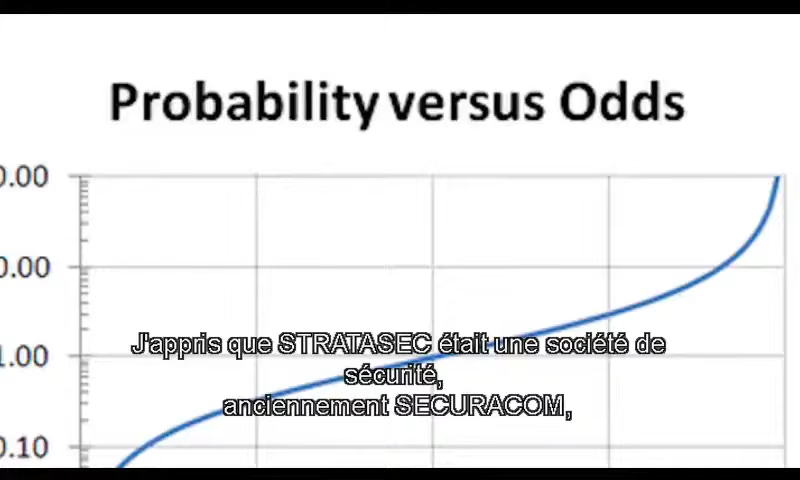 Probability versus Odds
0.00
0.00
J'appris que STRATASEC était une société de
sécurité,
1.00
anciennement SECURACOM,
0.10